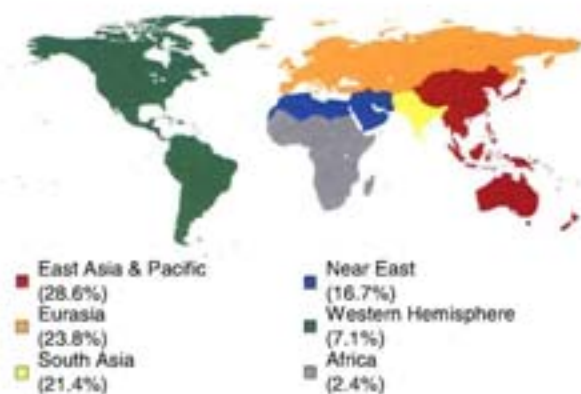 East Asia & Pacific
(28.6%)
Eurasia
(23.8%)
South Asia
(21.4%)
Near East
(16.7%)
Western Hemisphere
(7.1%)
Africa
(2.4%)